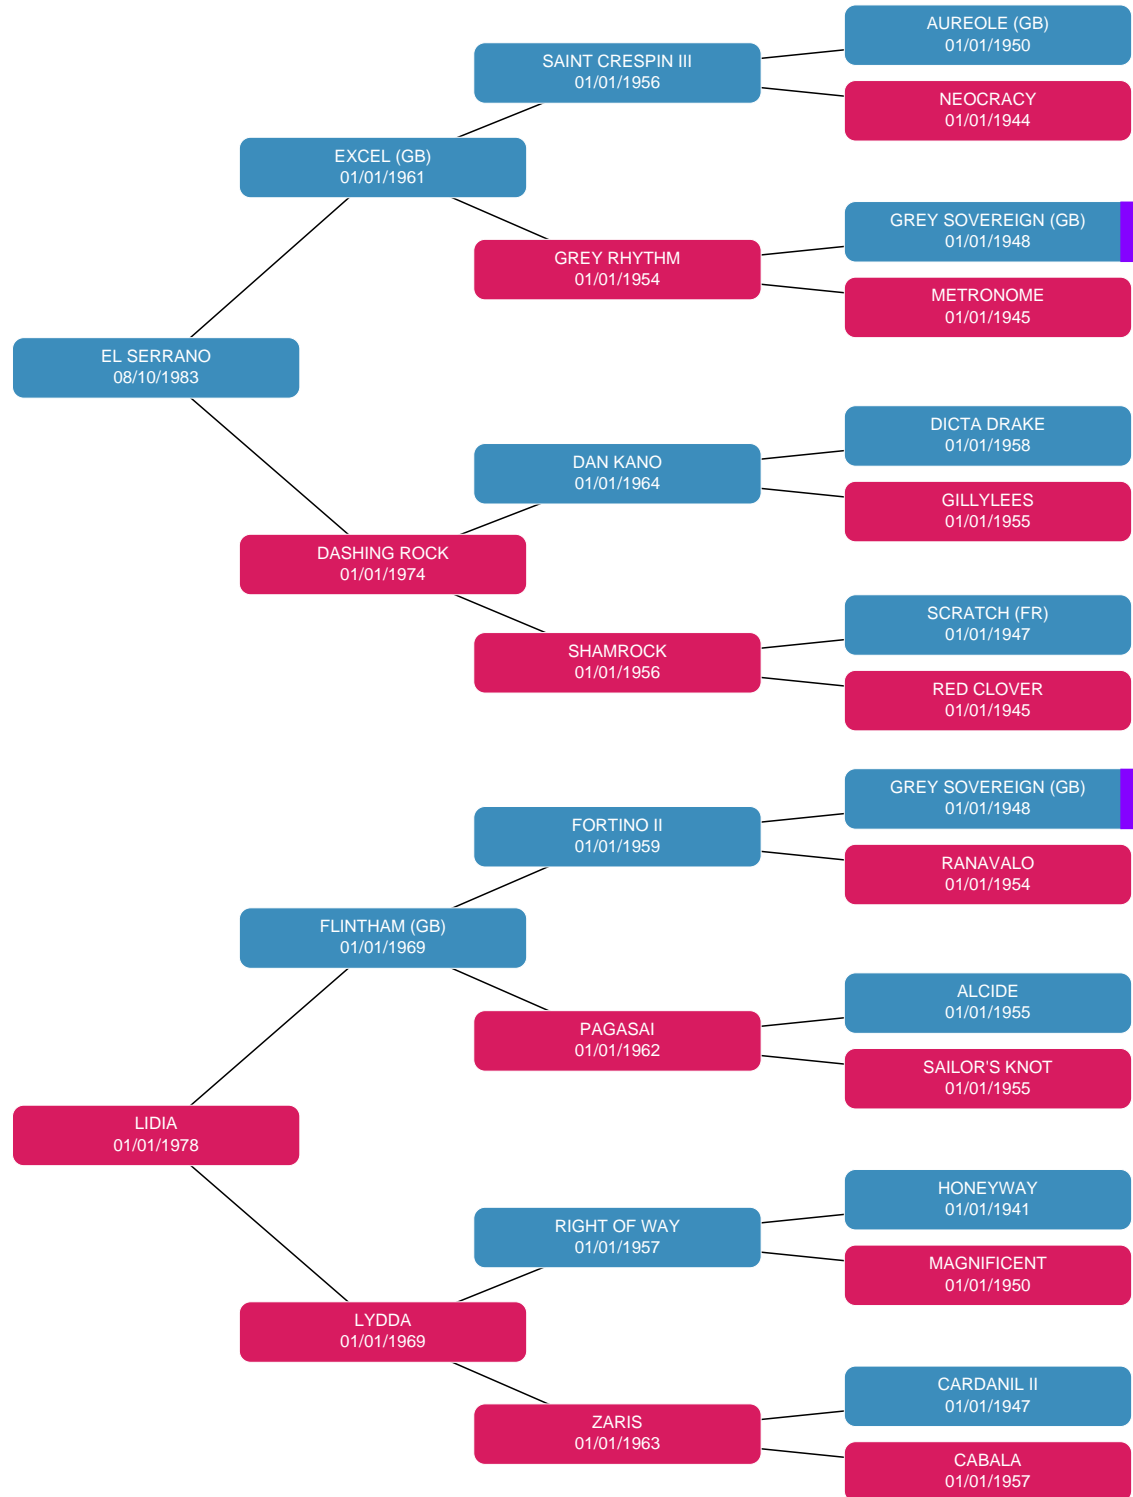 AUREOLE (GB)
01/01/1950
SAINT CRESPIN III
01/01/1956
NEOCRACY
01/01/1944
EXCEL (GB)
01/01/1961
GREY SOVEREIGN (GB)
01/01/1948
GREY RHYTHM
01/01/1954
METRONOME
01/01/1945
EL SERRANO
08/10/1983
DICTA DRAKE
01/01/1958
DAN KANO
01/01/1964
GILLYLEES
01/01/1955
DASHING ROCK
01/01/1974
SCRATCH (FR)
01/01/1947
SHAMROCK
01/01/1956
RED CLOVER
01/01/1945
GREY SOVEREIGN (GB)
01/01/1948
FORTINO II
01/01/1959
RANAVALO
01/01/1954
FLINTHAM (GB)
01/01/1969
ALCIDE
01/01/1955
PAGASAI
01/01/1962
SAILOR'S KNOT
01/01/1955
LIDIA
01/01/1978
HONEYWAY
01/01/1941
RIGHT OF WAY
01/01/1957
MAGNIFICENT
01/01/1950
LYDDA
01/01/1969
CARDANIL II
01/01/1947
ZARIS
01/01/1963
CABALA
01/01/1957